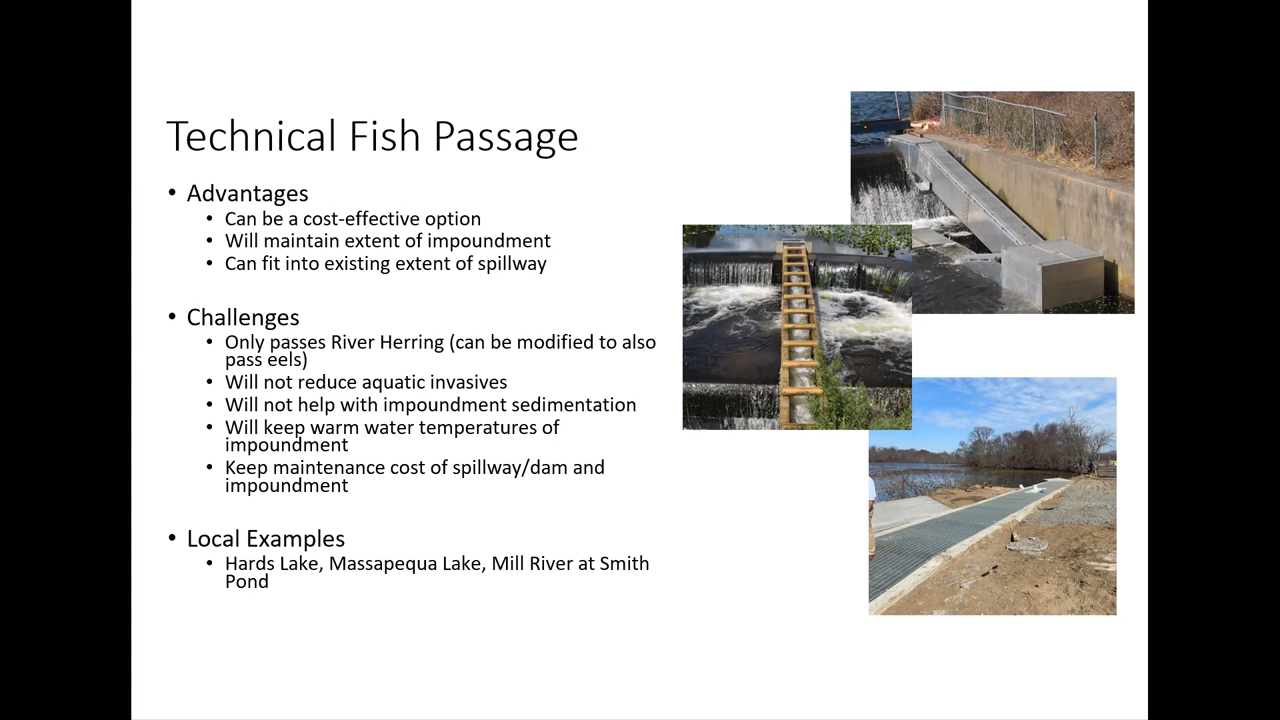 Technical Fish Passage
• Advantages
• Can be a cost-effective option
• Will maintain extent of impoundment
• Can fit into existing extent of spillway
• Challenges
• Only passes River Herring (can be modified to also
pass eels)
• Will not reduce aquatic invasives
• Will not help with impoundment sedimentation
• Will keep warm water temperatures of
impoundment
• Keep maintenance cost of spillway/dam and
impoundment
• Local Examples
• Hards Lake, Massapequa Lake, Mill River at Smith
Pond